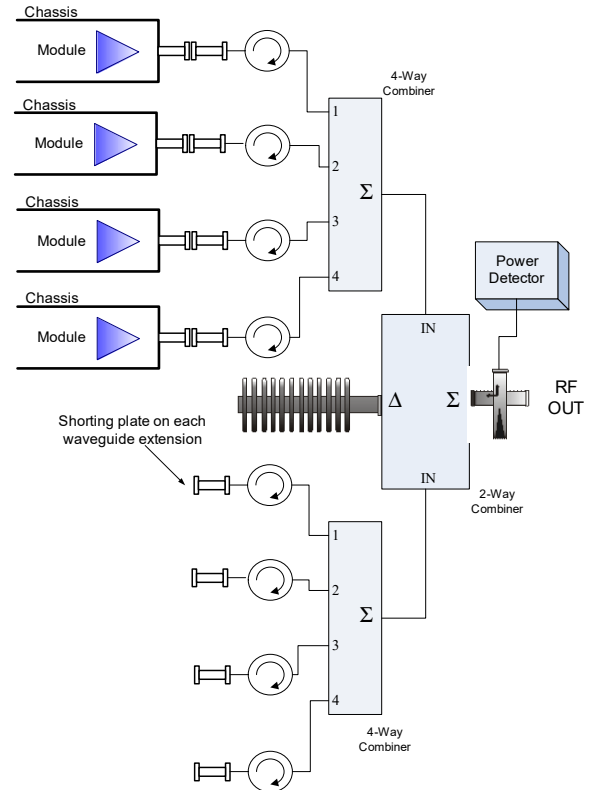 Chassis
Module
Chassis
Module
Chassis
Module
Chassis
Module
4-Way
Combiner
1
2
3
4
Σ
Power
Detector
IN
Δ
Σ
IN
RF
OUT
2-Way
Combiner
Shorting plate on each
waveguide extension
1
2
3
4
Σ
4-Way
Combiner